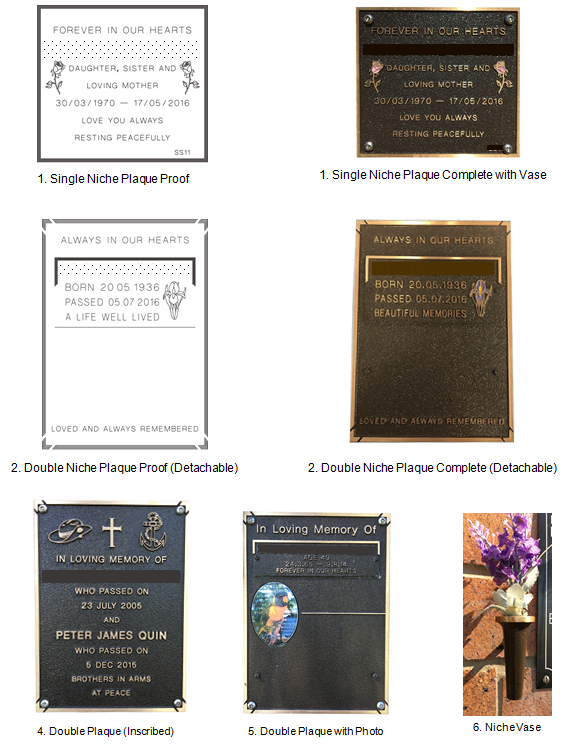 FOREVER IN OUR HEARTS
DAUGHTER, SISTER AND
LOVING MOTHER
30/03/1970 — 17/05/2016
LOVE YOU ALWAYS
RESTING PEACEFULLY
SS11
1. Single Niche Plaque Proof
FOREVER IN OUR HEARTS
DAUGHTER, SISTER AND
LOVING MOTHER
30/03/1970 — 17/05/2016
LOVE YOU ALWAYS
RESTING PEACEFULLY
1. Single Niche Plaque Complete with Vase
ALWAYS IN OUR HEARTS
BORN 20.05.1936
PASSED 05.07.2016
A LIFE WELL LIVED
LOVED AND ALWAYS REMEMBERED
2. Double Niche Plaque Proof (Detachable)
ALWAYS IN OUR HEARTS
BORN 20.05.1936
PASSED 05.07.2016
BEAUTIFUL MEMORIES
LOVED AND ALWAYS REMEMBERED
2. Double Niche Plaque Complete (Detachable)
IN LOVING MEMORY OF
WHO PASSED ON
23 JULY 2005
AND
PETER JAMES QUIN
WHO PASSED ON
5 DEC 2015
BROTHERS IN ARMS
AT PEACE
4. Double Plaque (Inscribed)
In Loving Memory Of
AGE 49
FOREVER IN OUR HEARTS
5. Double Plaque with Photo
6. Niche Vase